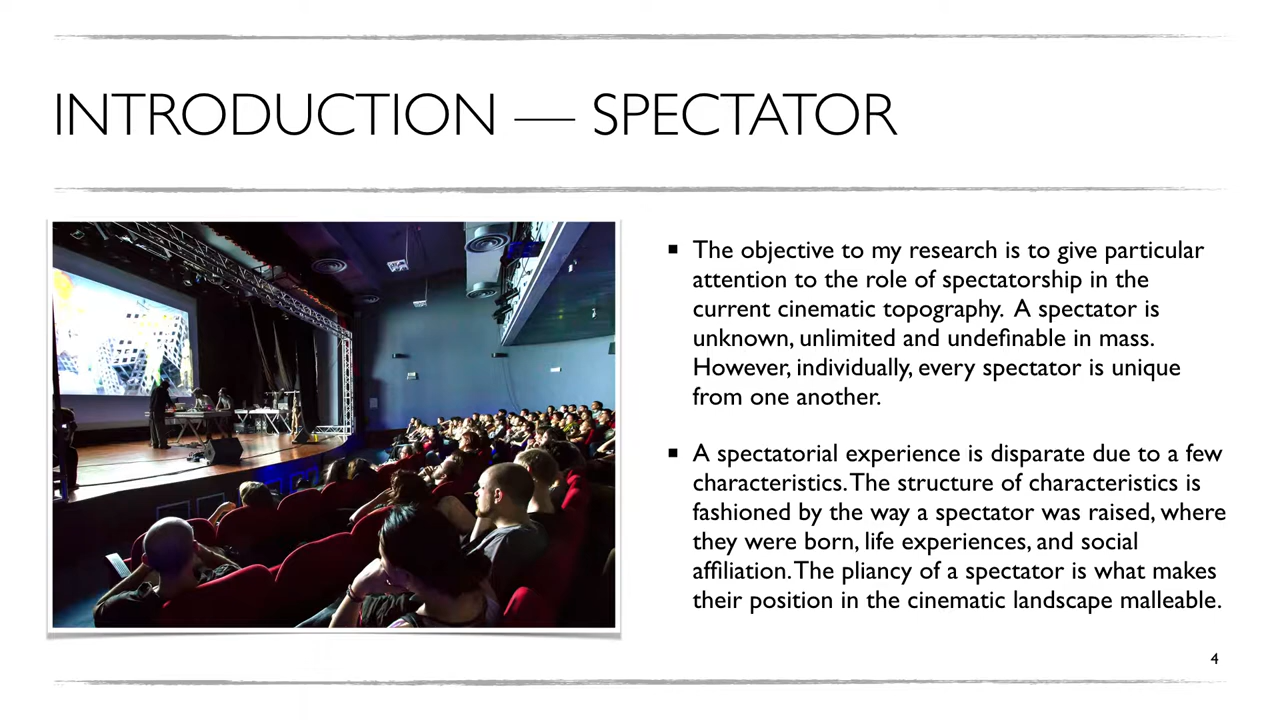 INTRODUCTION — SPECTATOR
▪ The objective to my research is to give particular
attention to the role of spectatorship in the
current cinematic topography. A spectator is
unknown, unlimited and undefinable in mass.
However, individually, every spectator is unique
from one another.
▪ A spectatorial experience is disparate due to a few
characteristics. The structure of characteristics is
fashioned by the way a spectator was raised, where
they were born, life experiences, and social
affiliation. The pliancy of a spectator is what makes
their position in the cinematic landscape malleable.
4